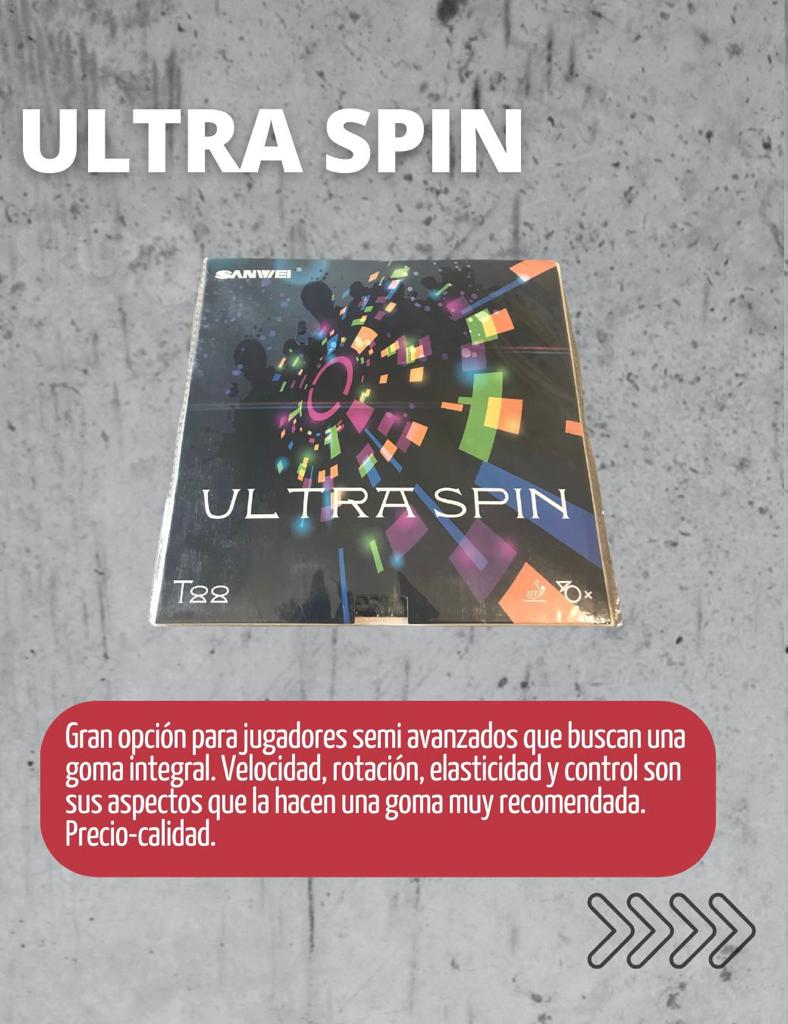 ULTRA SPIN
SANWEI®
ULTRA SPIN
T88
ITTF
Gran opción para jugadores semi avanzados que buscan una
goma integral. Velocidad, rotación, elasticidad y control son
sus aspectos que la hacen una goma muy recomendada.
Precio-calidad.